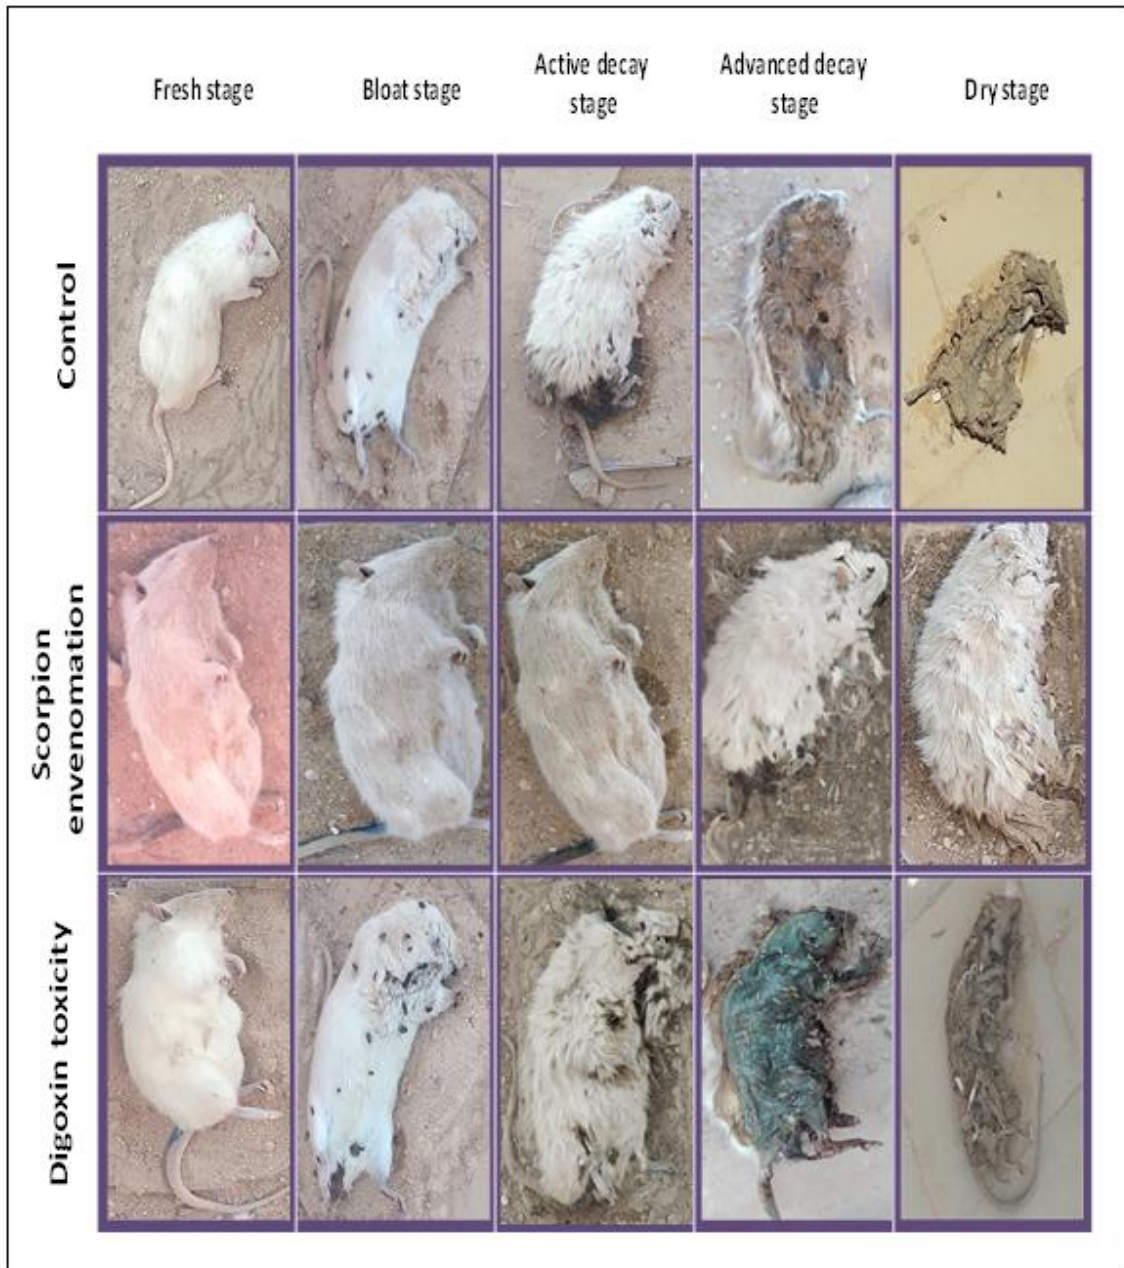 Fresh stage
Bloat stage
Active decay
stage
Advanced decay
stage
Dry stage
Control
Scorpion
envenomation
Digoxin toxicity